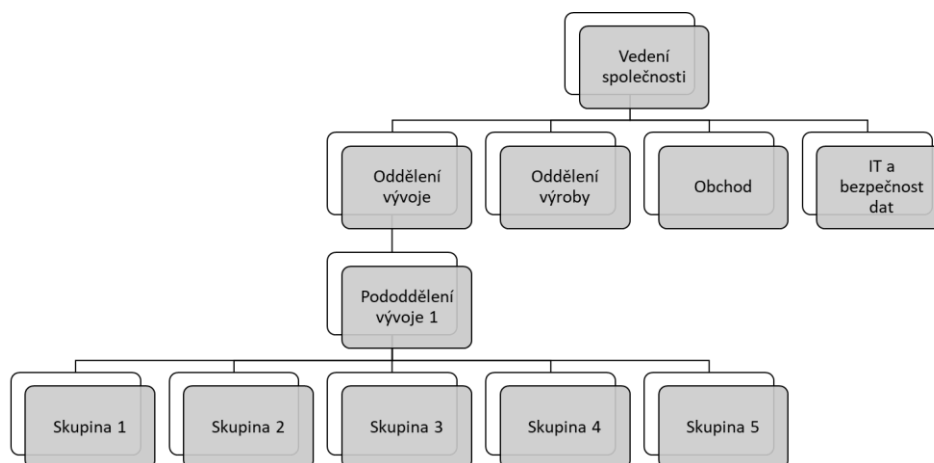 Vedení
společnosti
Oddělení
vývoje
Oddělení
výroby
Obchod
IT a
bezpečnost
dat
Pododdělení
vývoje 1
Skupina 1
Skupina 2
Skupina 3
Skupina 4
Skupina 5